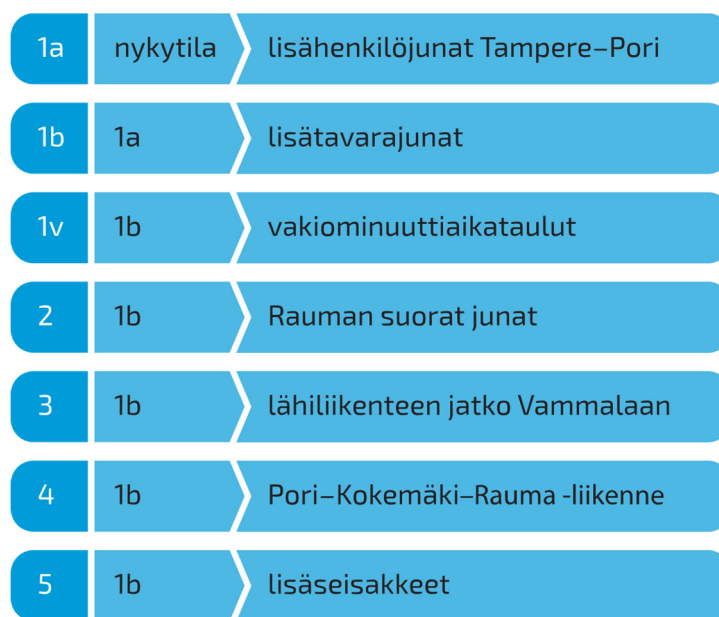 1a nykytila lisähenkilöjunat Tampere–Pori
1b 1a lisätavarajunat
1v 1b vakiominuuttiaikataulut
2 1b Rauman suorat junat
3 1b lähiliikenteen jatko Vammalaan
4 1b Pori–Kokemäki–Rauma -liikenne
5 1b lisäseisakkeet